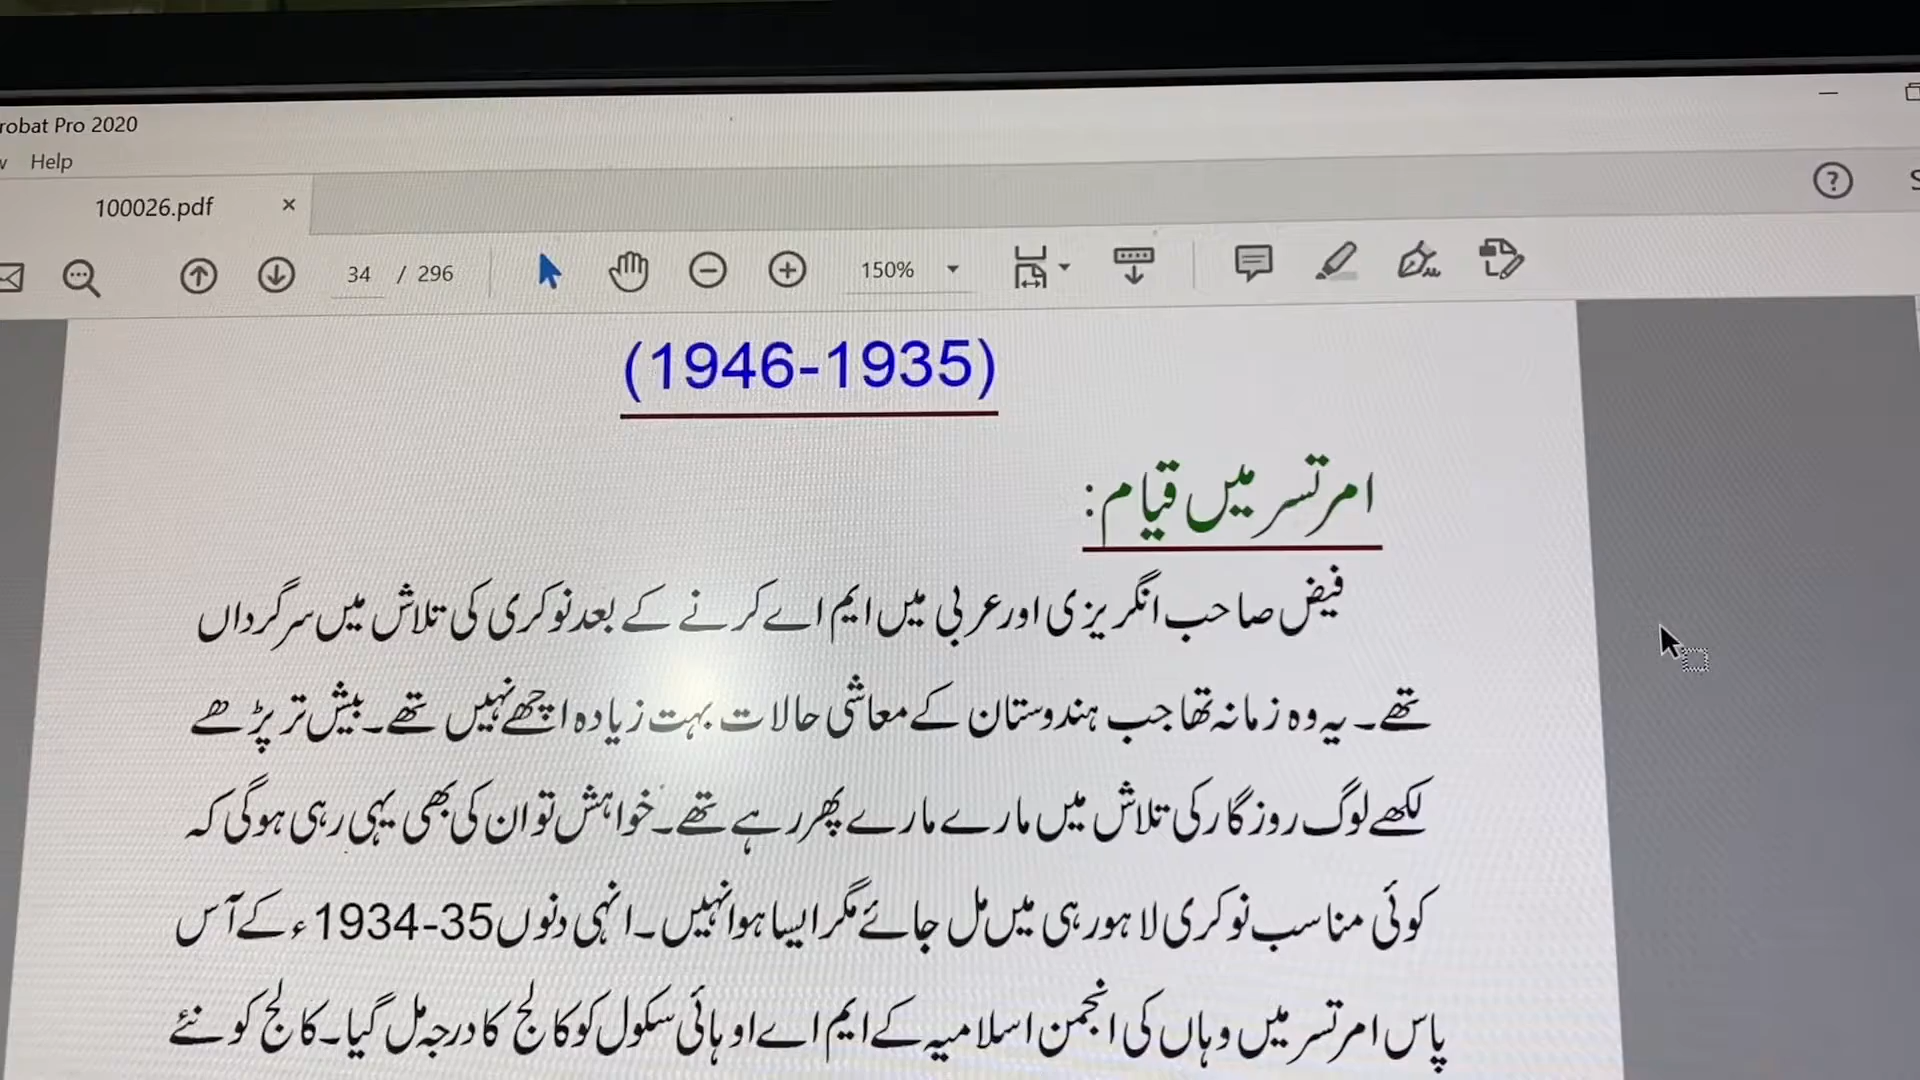 robat Pro 2020
w Help
100026.pdf ×
34 / 296 150%
(1946-1935)
امرتسر میں قیام:
فیض صاحب انگریزی اور عربی میں ایم اے کرنے کے بعد نوکری کی تلاش میں سرگرداں
تھے۔ یہ وہ زمانہ تھا جب ہندوستان کے معاشی حالات بہت زیادہ اچھے نہیں تھے۔ بیش تر پڑھے
لکھے لوگ روزگار کی تلاش میں مارے مارے پھر رہے تھے۔ خواہش تو ان کی بھی یہی رہی ہوگی کہ
کوئی مناسب نوکری لاہور ہی میں مل جائے مگر ایسا ہوا نہیں۔ انہی دنوں 35-1934ء کے آس
پاس امرتسر میں وہاں کی انجمن اسلامیہ کے ایم اے او ہائی سکول کو کالج کا درجہ مل گیا۔ کالج کو نئے